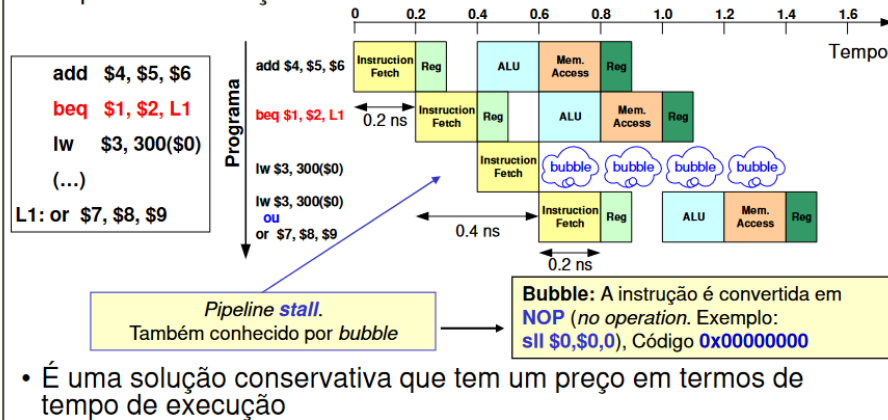 0 0.2 0.4 0.6 0.8 1.0 1.2 1.4 1.6
Tempo
add $4, $5, $6
beq $1, $2, L1
lw $3, 300($0)
(...)
L1: or $7, $8, $9
Programa
add $4, $5, $6
Instruction
Fetch
Reg
ALU
Mem.
Access
Reg
beq $1, $2, L1
0.2 ns
Instruction
Fetch
Reg
ALU
Mem.
Access
Reg
lw $3, 300($0)
Instruction
Fetch
bubble
bubble
bubble
bubble
lw $3, 300($0)
ou
or $7, $8, $9
0.4 ns
Instruction
Fetch
Reg
ALU
Mem.
Access
Reg
0.2 ns
Pipeline stall.
Também conhecido por bubble
Bubble: A instrução é convertida em
NOP (no operation. Exemplo:
sll $0,$0,0), Código 0x00000000
• É uma solução conservativa que tem um preço em termos de
tempo de execução